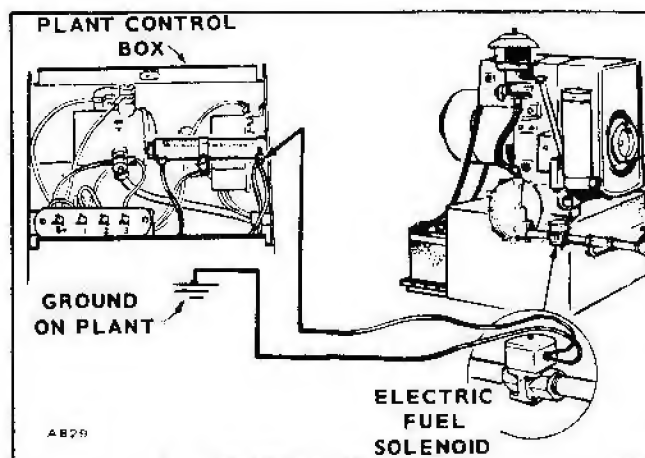 PLANT CONTROL
BOX
GROUND
ON PLANT
ELECTRIC
FUEL
SOLENOID
A829